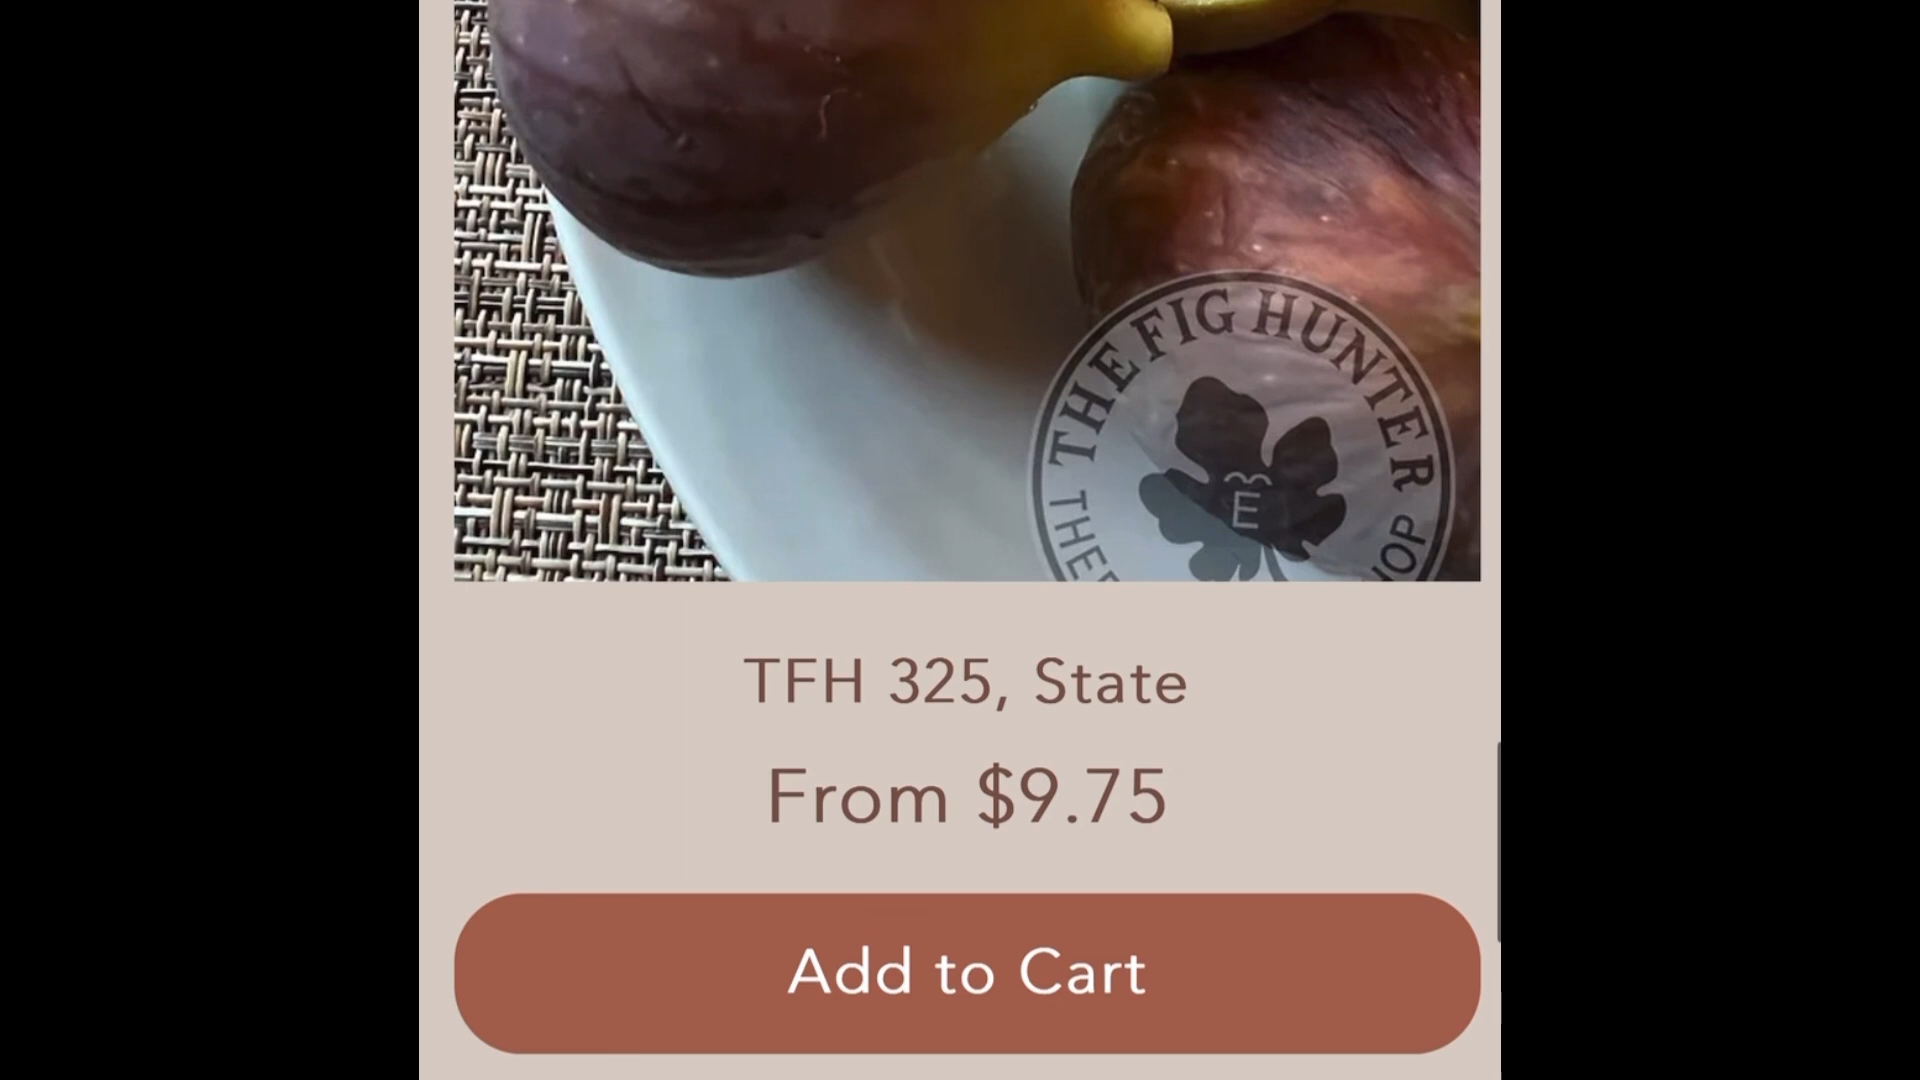 THE FIG HUNTER
E
TFH 325, State
From $9.75
Add to Cart